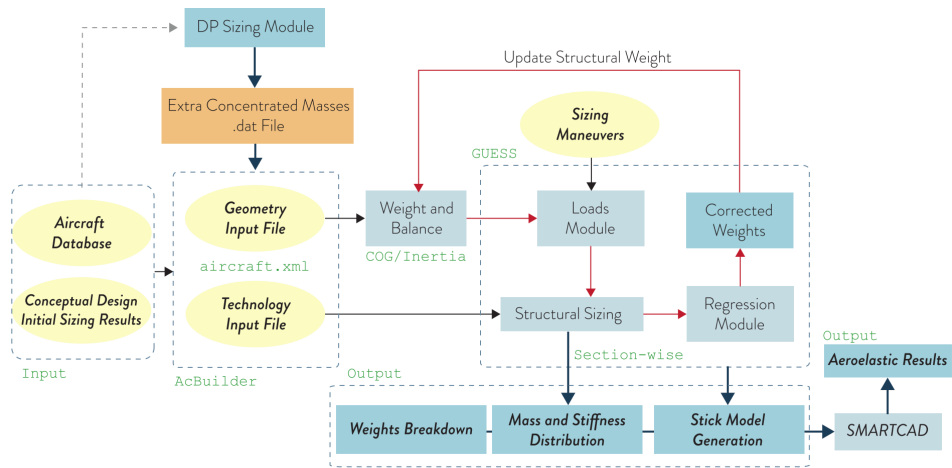 DP Sizing Module
Update Structural Weight
Extra Concentrated Masses
.dat File
Sizing
Maneuvers
GUESS
Aircraft
Database
Geometry
Input File
Weight and
Balance
Loads
Module
Corrected
Weights
COG/Inertia
aircraft.xml
Conceptual Design
Initial Sizing Results
Technology
Input File
Structural Sizing
Regression
Module
Section-wise
Output
Aeroelastic Results
Input
AcBuilder
Output
Weights Breakdown
Mass and Stiffness
Distribution
Stick Model
Generation
SMARTCAD